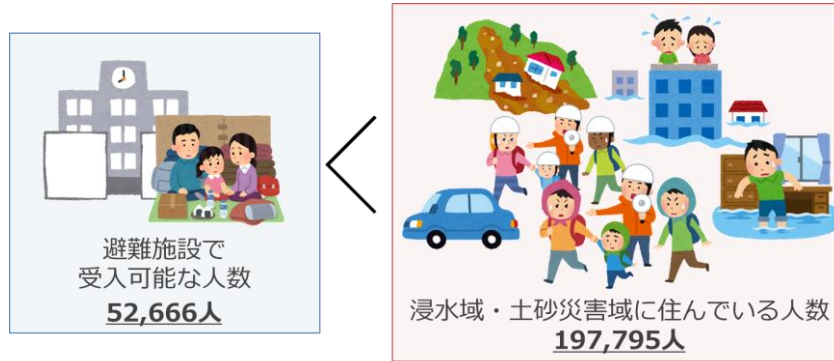 避難施設で
受入可能な人数
52,666人
浸水域・土砂災害域に住んでいる人数
197,795人